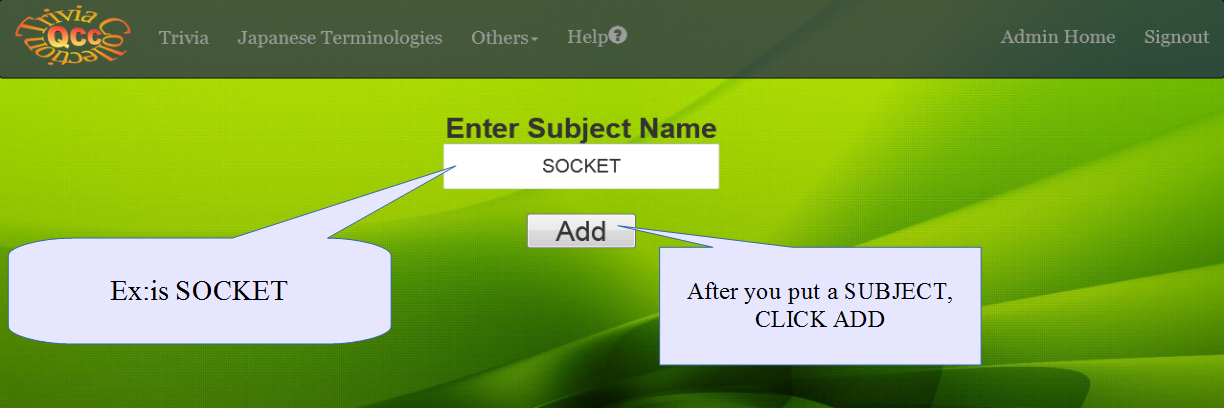 Trivia Collection
QCC
Trivia
Japanese Terminologies
Others
Help?
Admin Home
Signout
Enter Subject Name
SOCKET
Add
Ex:is SOCKET
After you put a SUBJECT,
CLICK ADD